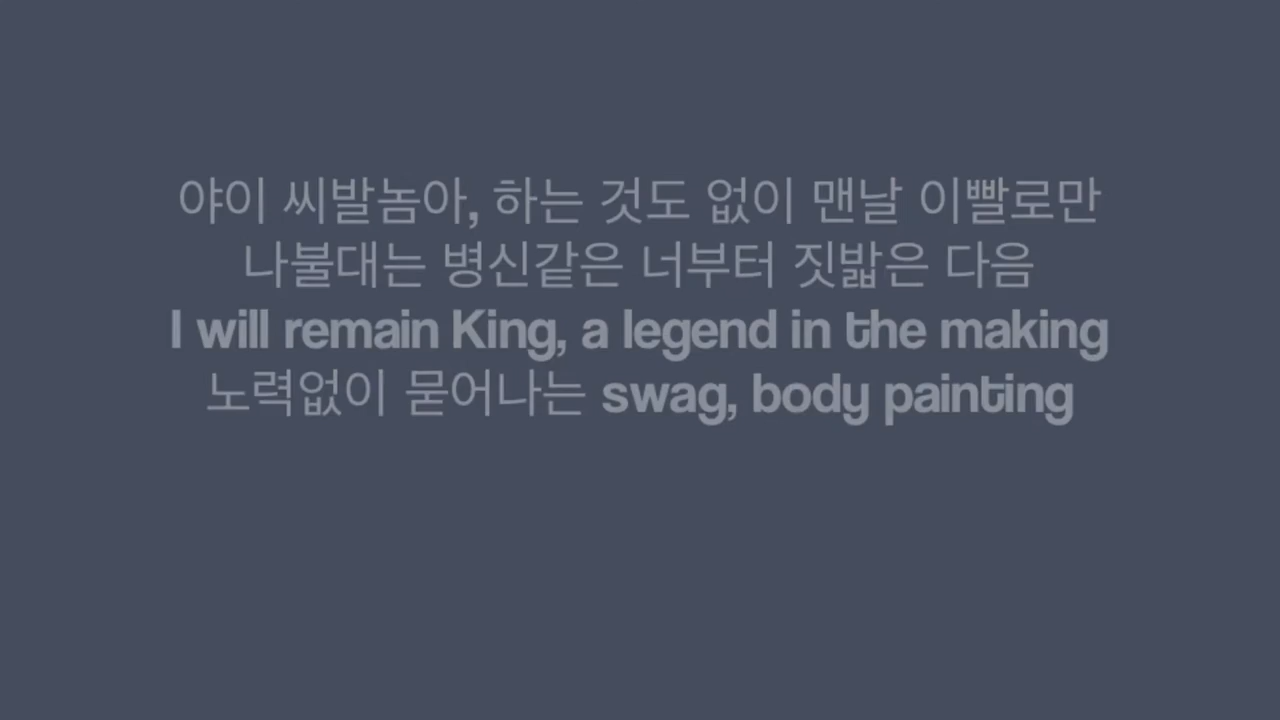 야이 씨발놈아, 하는 것도 없이 맨날 이빨로만
나불대는 병신같은 너부터 짓밟은 다음
I will remain King, a legend in the making
노력없이 묻어나는 swag, body painting